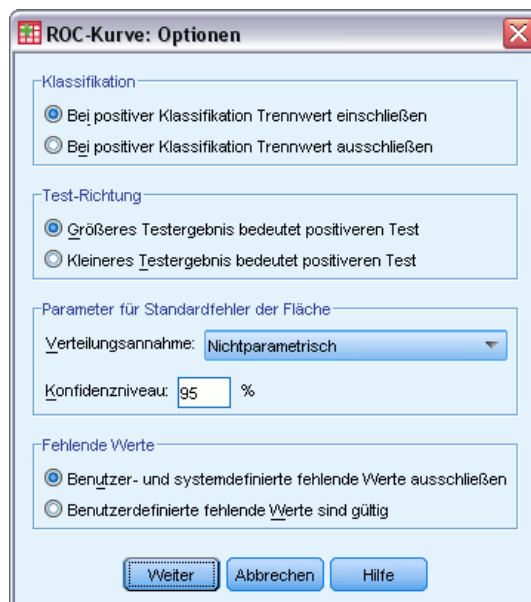 ROC-Kurve: Optionen
Klassifikation
Bei positiver Klassifikation Trennwert einschließen
Bei positiver Klassifikation Trennwert ausschließen
Test-Richtung
Größeres Testergebnis bedeutet positiveren Test
Kleineres Testergebnis bedeutet positiveren Test
Parameter für Standardfehler der Fläche
Verteilungsannahme: Nichtparametrisch
Konfidenzniveau: 95 %
Fehlende Werte
Benutzer- und systemdefinierte fehlende Werte ausschließen
Benutzerdefinierte fehlende Werte sind gültig
Weiter Abbrechen Hilfe